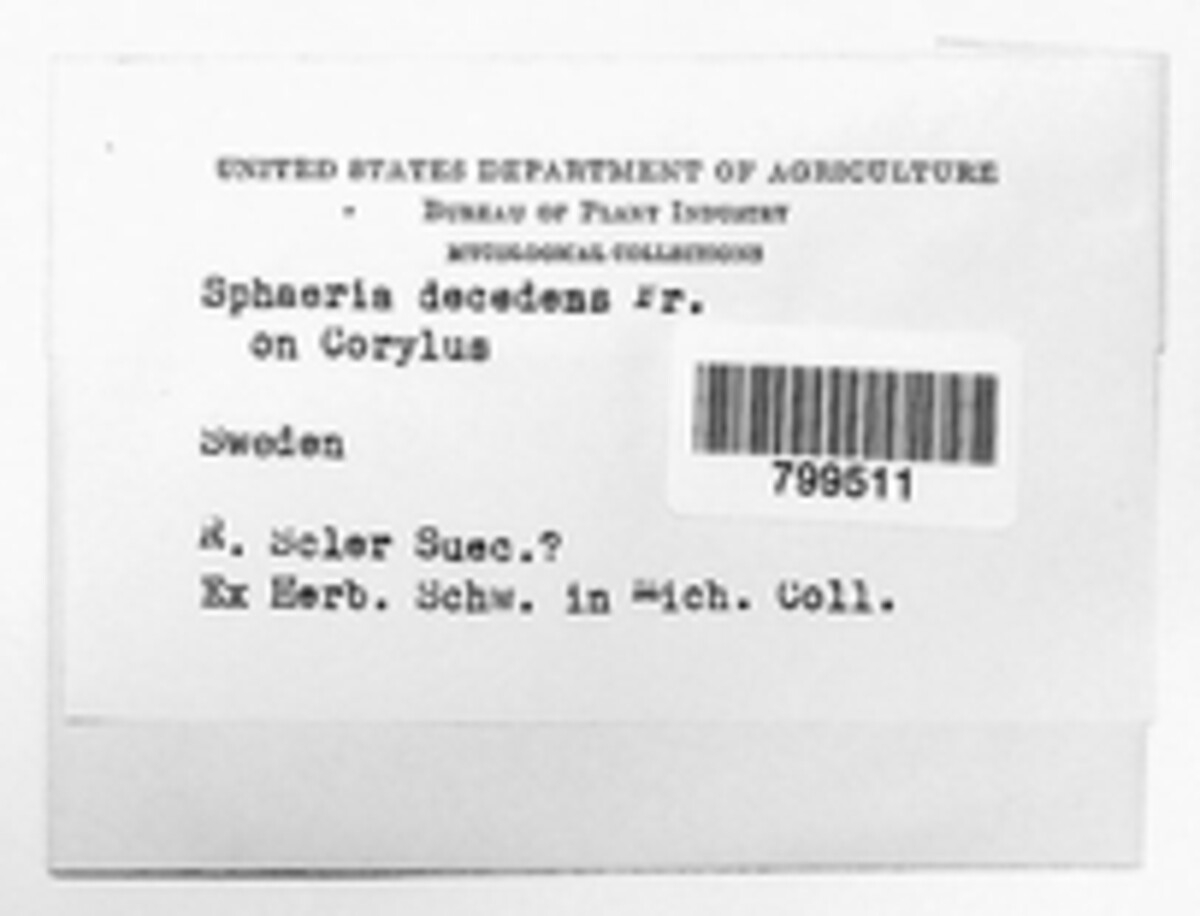 UNITED STATES DEPARTMENT OF AGRICULTURE
BUREAU OF PLANT INDUSTRY
MYCOLOGICAL COLLECTIONS
Sphaeria decedens Fr.
on Corylus
799511
Sweden
R. Scler Suec.?
Ex Herb. Schw. in Mich. Coll.